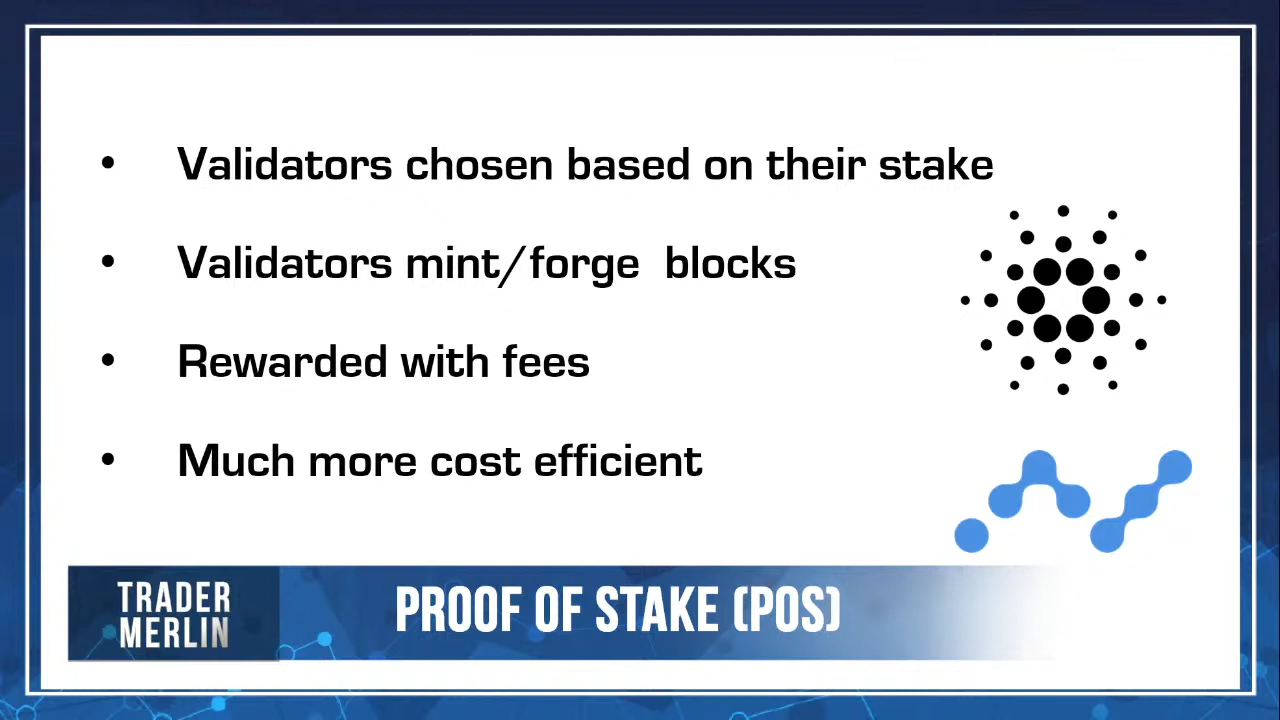 • Validators chosen based on their stake
• Validators mint/forge blocks
• Rewarded with fees
• Much more cost efficient
TRADER
MERLIN
PROOF OF STAKE (POS)